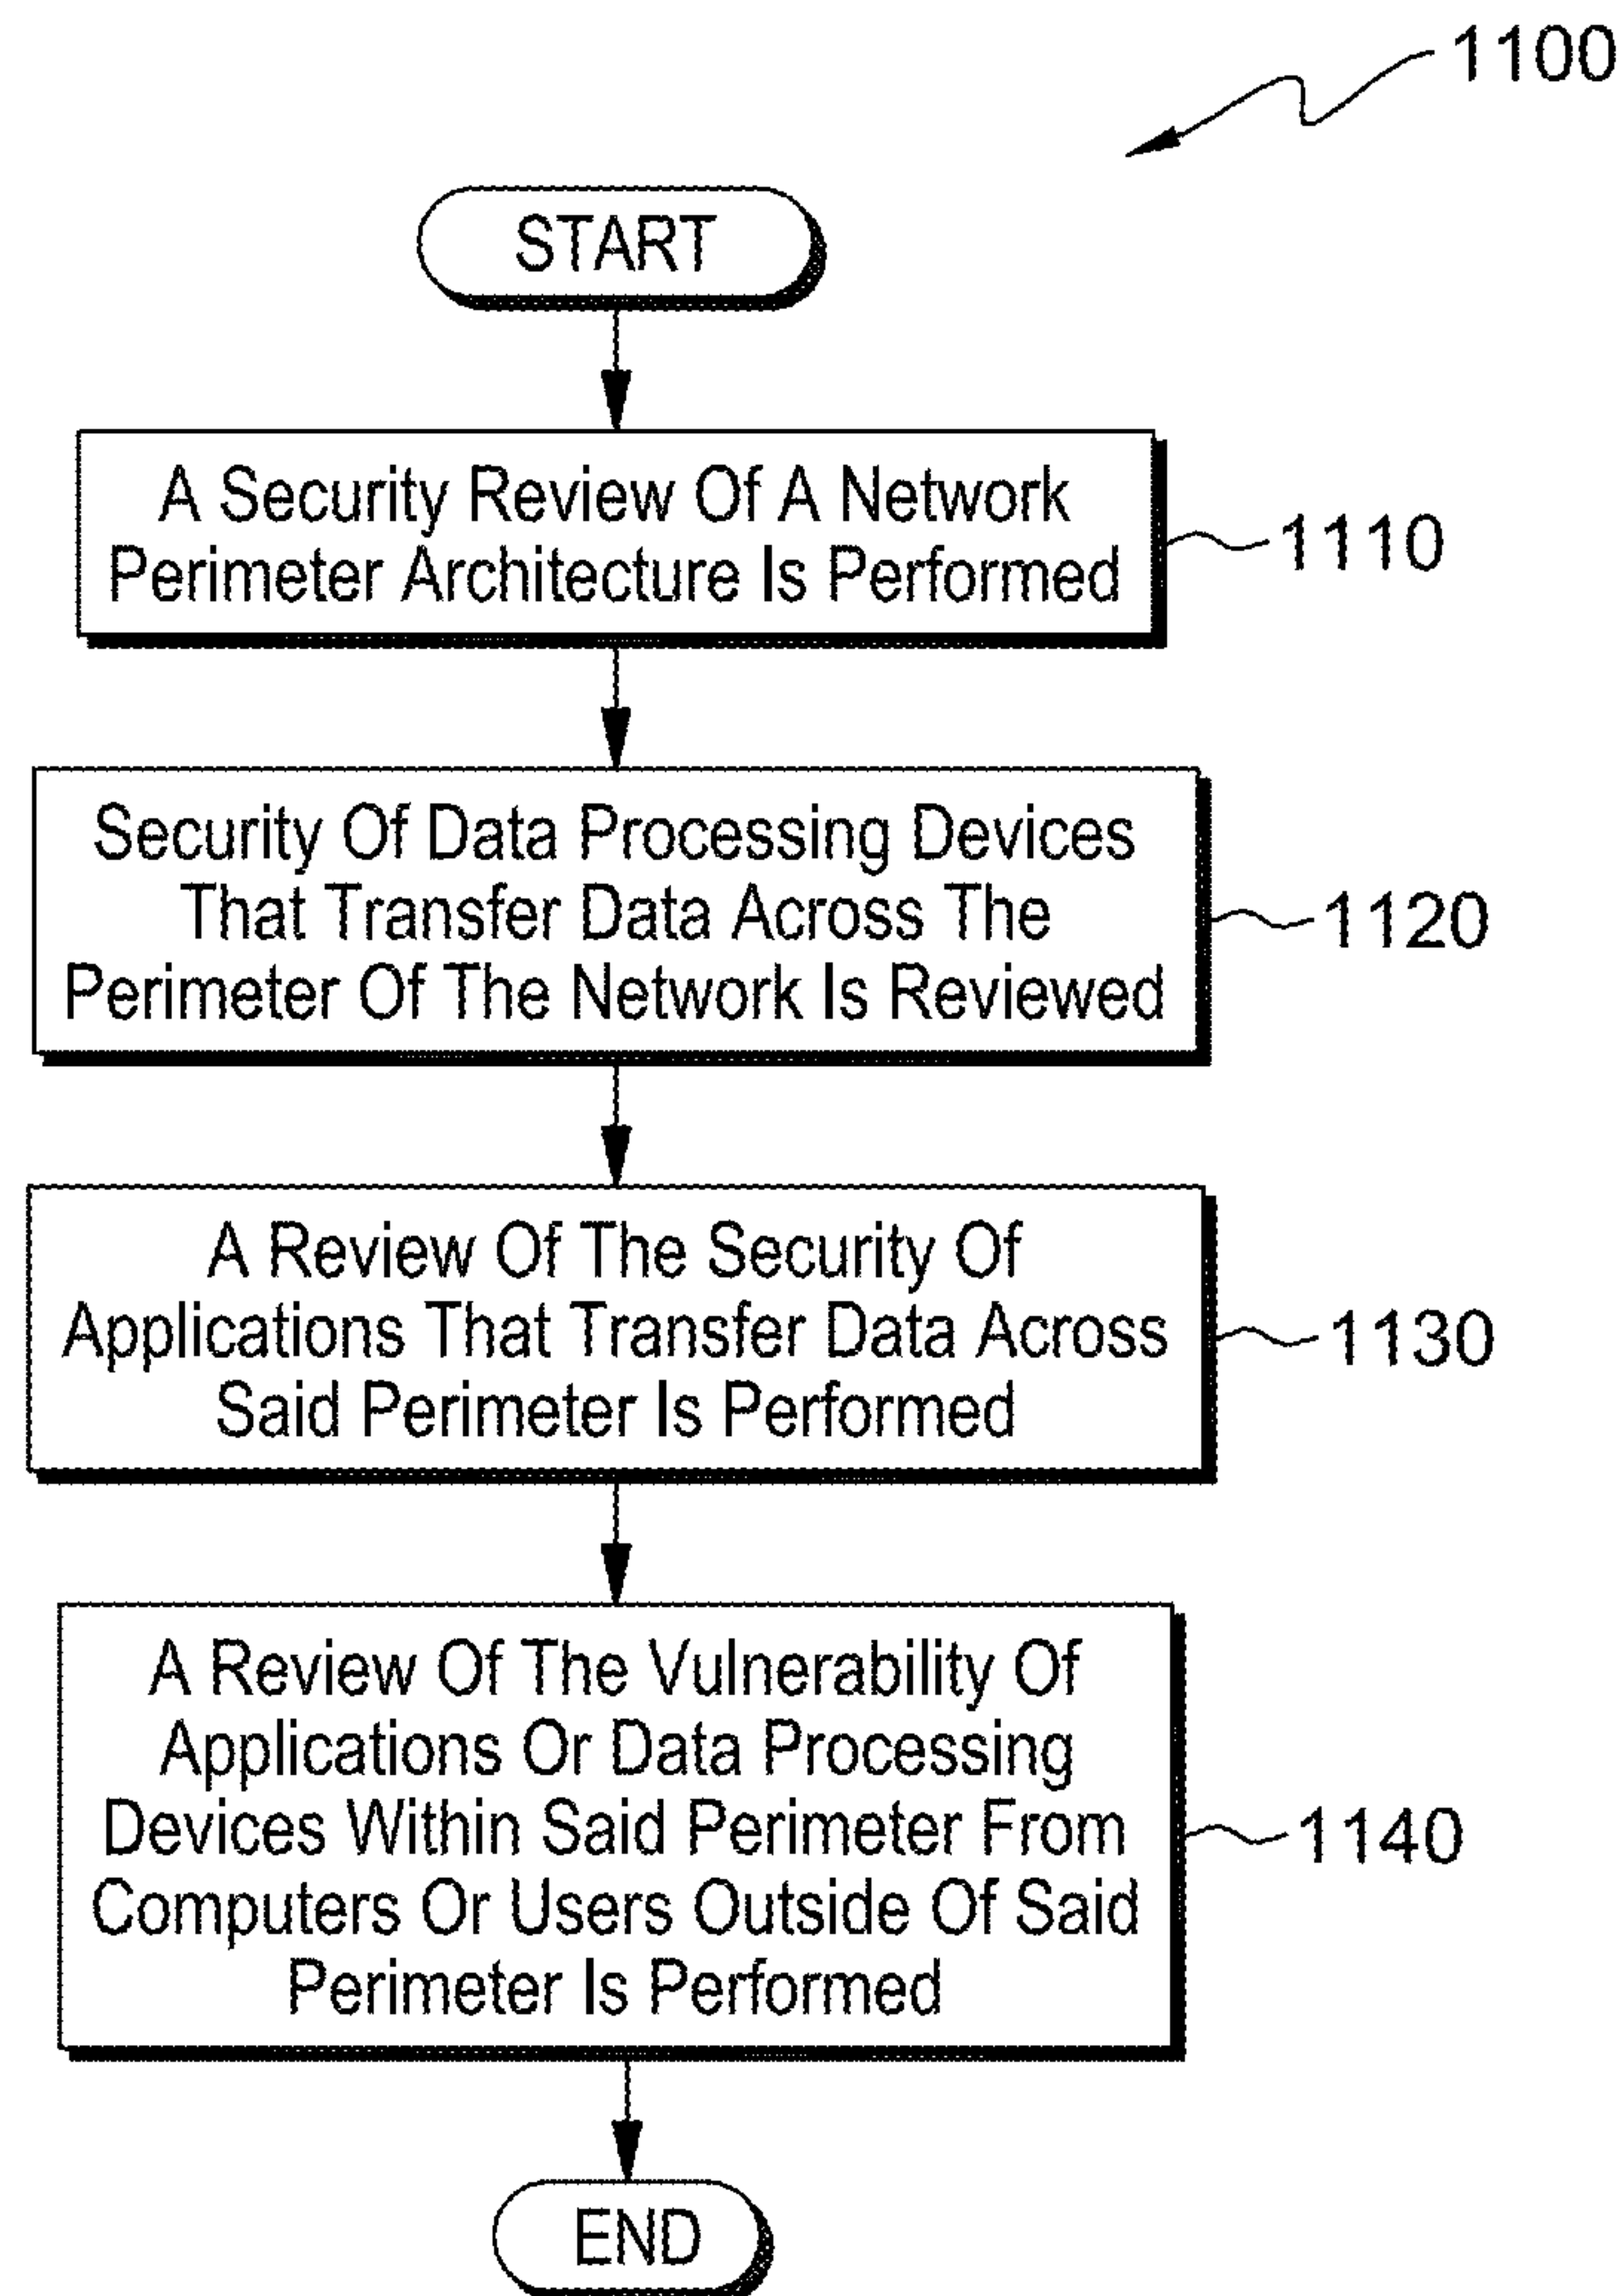 1100
START
A Security Review Of A Network
Perimeter Architecture Is Performed
1110
Security Of Data Processing Devices
That Transfer Data Across The
Perimeter Of The Network Is Reviewed
1120
A Review Of The Security Of
Applications That Transfer Data Across
Said Perimeter Is Performed
1130
A Review Of The Vulnerability Of
Applications Or Data Processing
Devices Within Said Perimeter From
Computers Or Users Outside Of Said
Perimeter Is Performed
1140
END